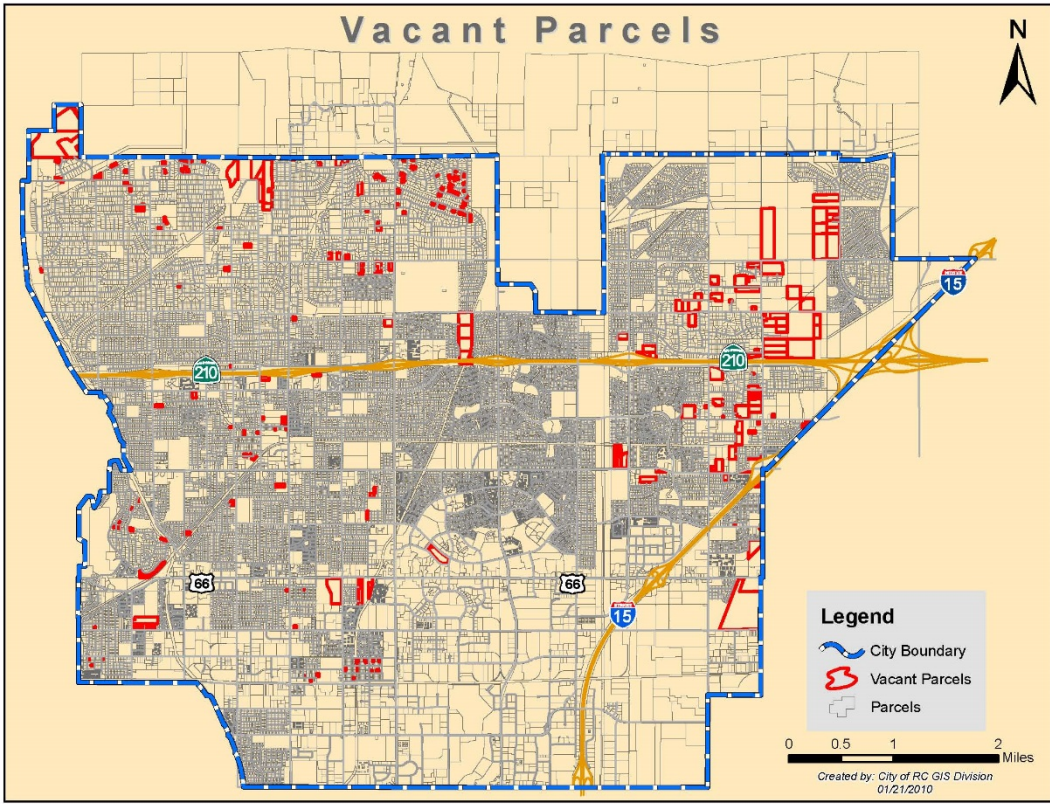 Vacant Parcels
N
15
210
210
66
66
15
Legend
City Boundary
Vacant Parcels
Parcels
0 0.5 1 2
Miles
Created by: City of RC GIS Division
01/21/2010